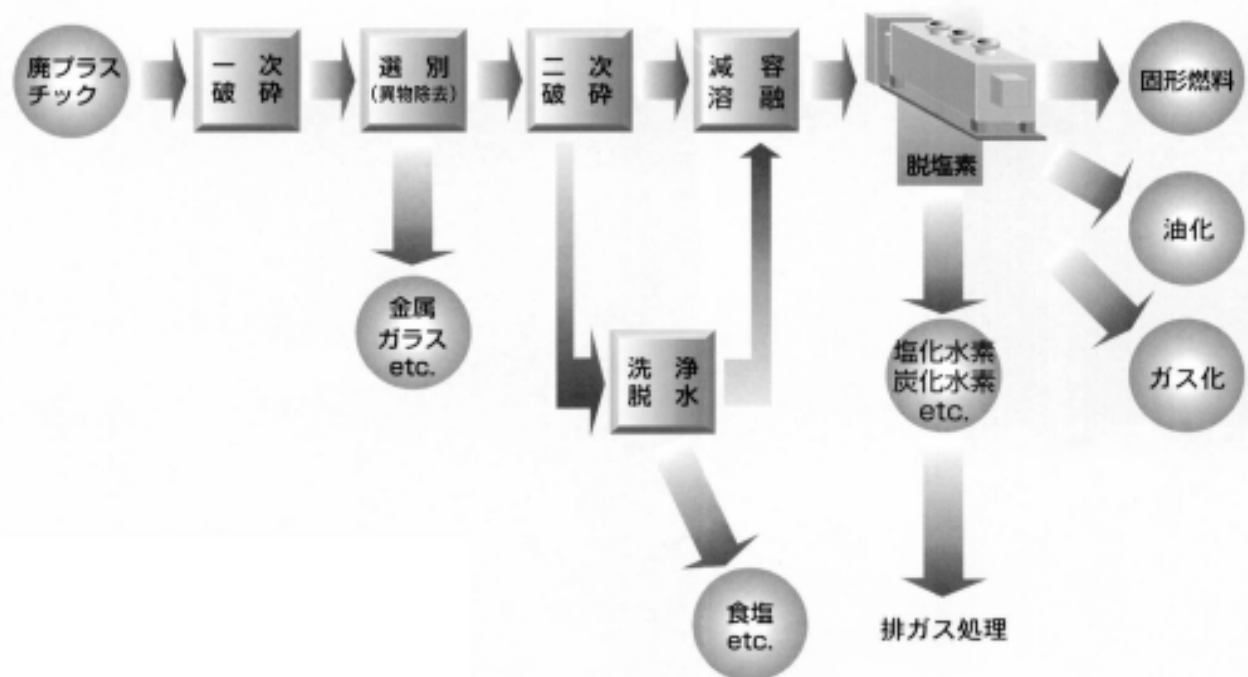 廃プラス
チック
一次
破砕
選別
(異物除去)
二次
破砕
減容
溶融
脱塩素
固形燃料
油化
ガス化
金属
ガラス
etc.
洗浄
脱水
塩化水素
炭化水素
etc.
食塩
etc.
排ガス処理